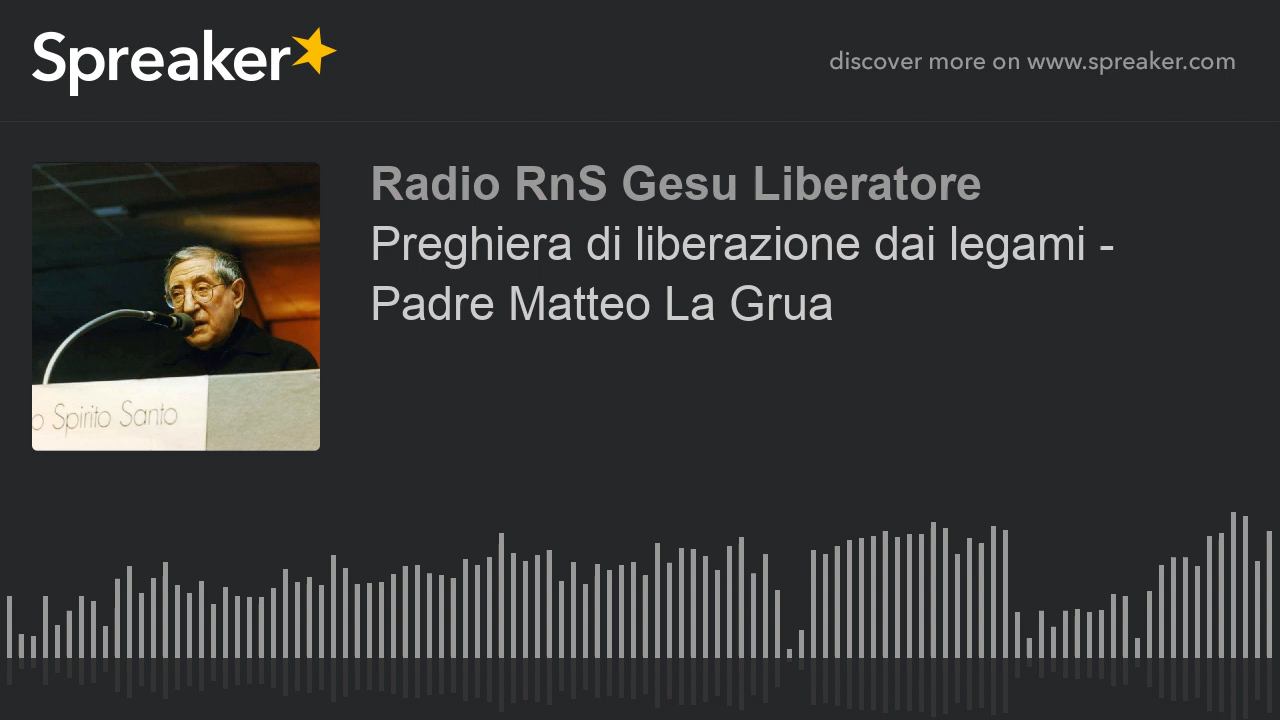 Spreaker
discover more on www.spreaker.com
Radio RnS Gesu Liberatore
Preghiera di liberazione dai legami -
Padre Matteo La Grua
o Spirito Santo